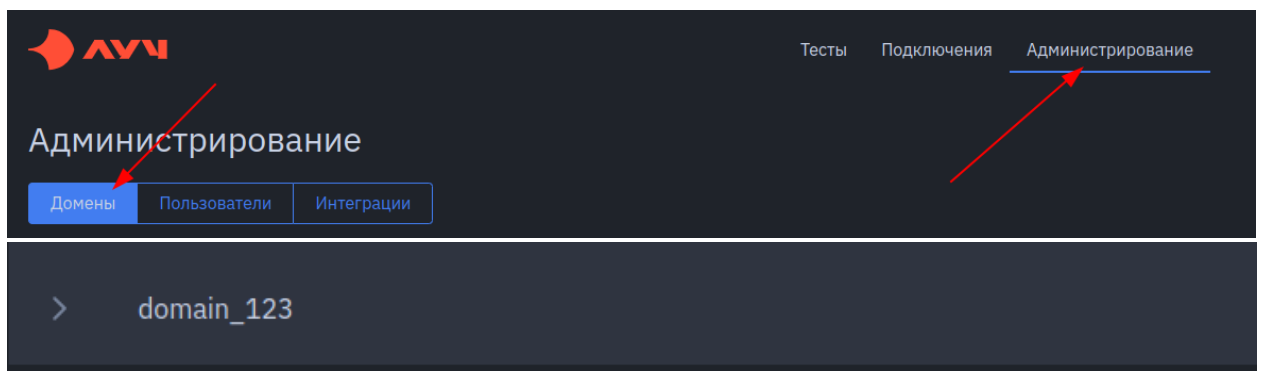 ЛУЧ
Тесты Подключения Администрирование
Администрирование
Домены Пользователи Интеграции
domain_123